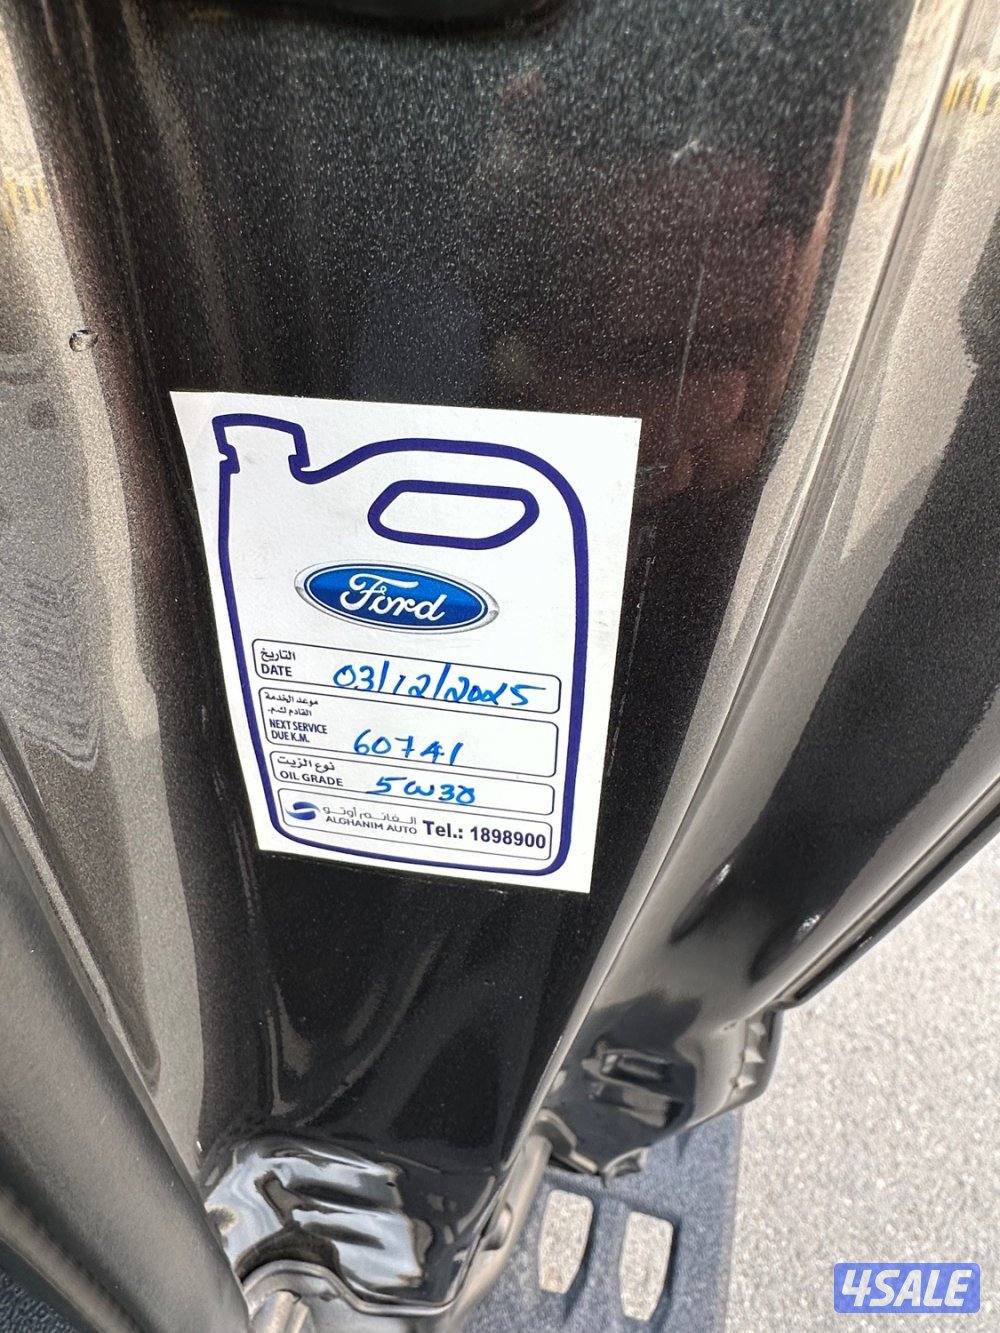 Ford
التاريخ
DATE 03/12/2025
موعد الخدمة
القادم ك.م.
NEXT SERVICE
DUE K.M. 60741
نوع الزيت
OIL GRADE 5W30
الغانم أوتو
ALGHANIM AUTO Tel.: 1898900
4SALE